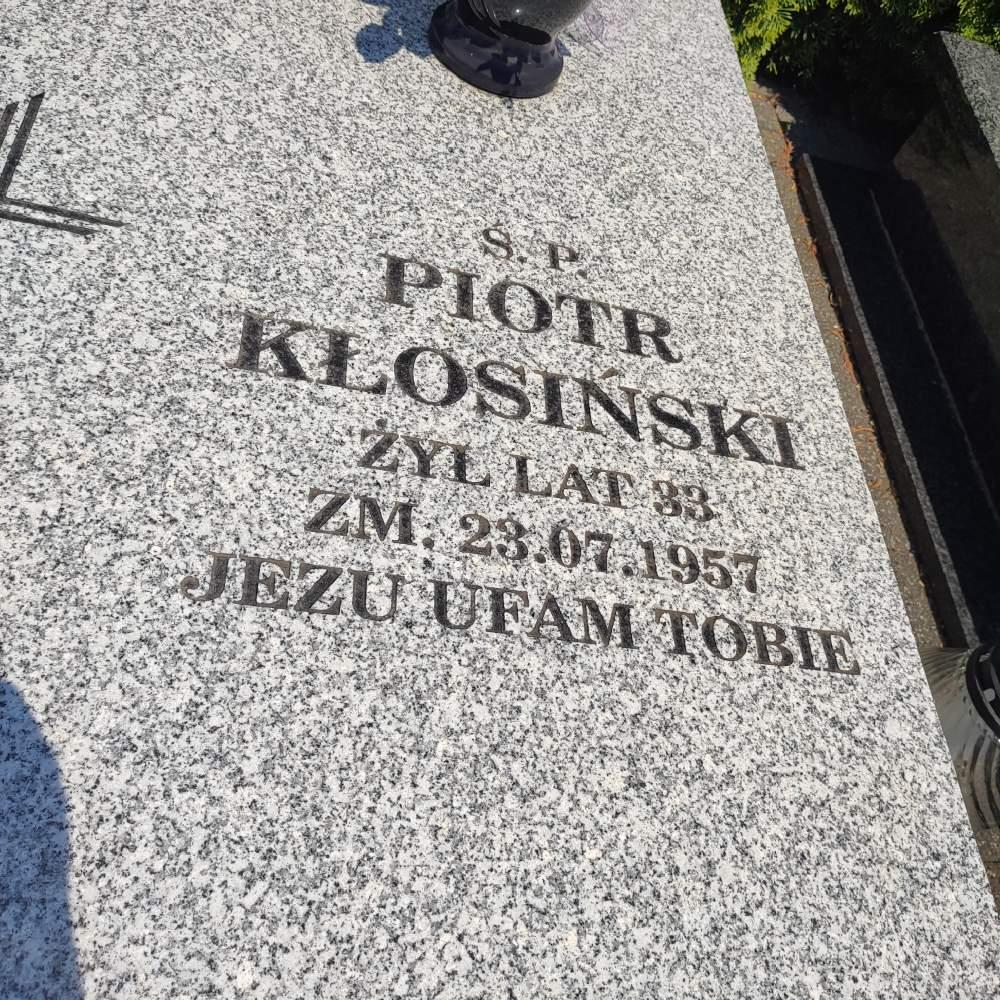 Ś. P.
PIOTR
KŁOSIŃSKI
ŻYŁ LAT 33
ZM. 23.07.1957
JEZU UFAM TOBIE